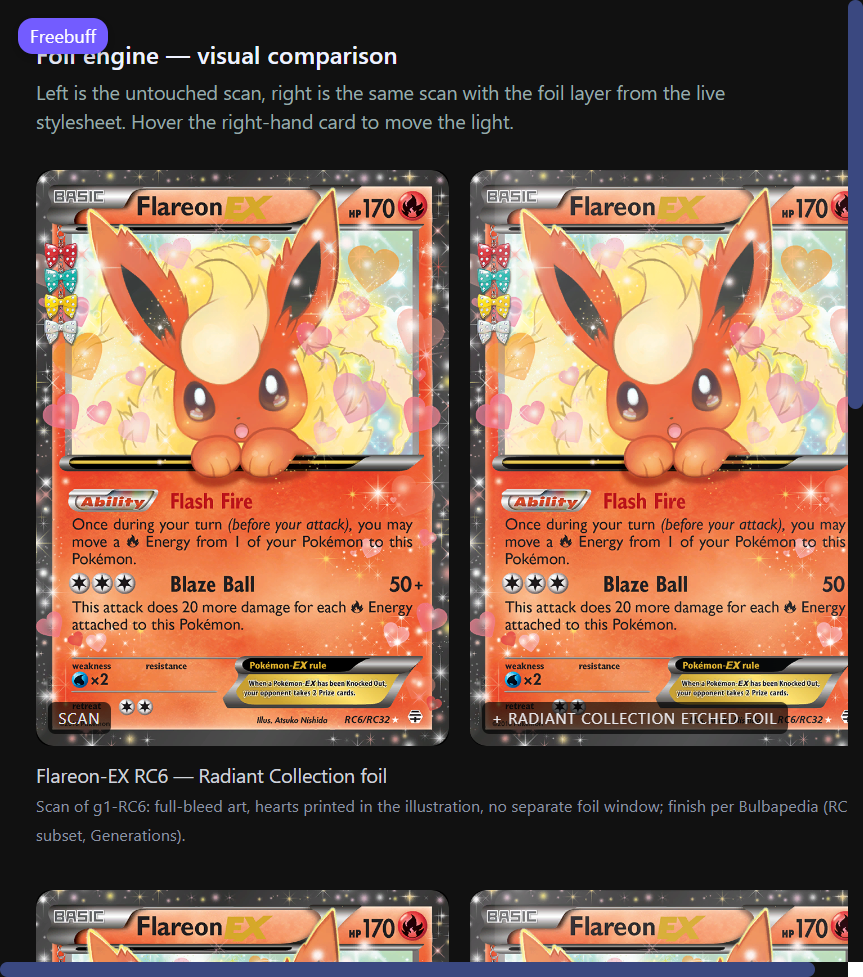 Freebuff
Foil engine — visual comparison
Left is the untouched scan, right is the same scan with the foil layer from the live
stylesheet. Hover the right-hand card to move the light.
BASIC
Flareon EX
HP 170
Ability Flash Fire
Once during your turn (before your attack), you may
move a Energy from 1 of your Pokémon to this
Pokémon.
Blaze Ball 50+
This attack does 20 more damage for each Energy
attached to this Pokémon.
weakness resistance
×2
Pokémon-EX rule
When a Pokémon-EX has been Knocked Out,
your opponent takes 2 Prize cards.
retreat
SCAN
Illus. Atsuko Nishida RC6/RC32
BASIC
Flareon EX
HP 170
Ability Flash Fire
Once during your turn (before your attack), you may
move a Energy from 1 of your Pokémon to this
Pokémon.
Blaze Ball 50
This attack does 20 more damage for each Energy
attached to this Pokémon.
weakness resistance
×2
Pokémon-EX rule
When a Pokémon-EX has been Knocked Out,
your opponent takes 2 Prize cards.
retreat
+ RADIANT COLLECTION ETCHED FOIL
C6/RC32
Flareon-EX RC6 — Radiant Collection foil
Scan of g1-RC6: full-bleed art, hearts printed in the illustration, no separate foil window; finish per Bulbapedia (RC
subset, Generations).
BASIC
Flareon EX
HP 170
BASIC
Flareon EX
HP 170